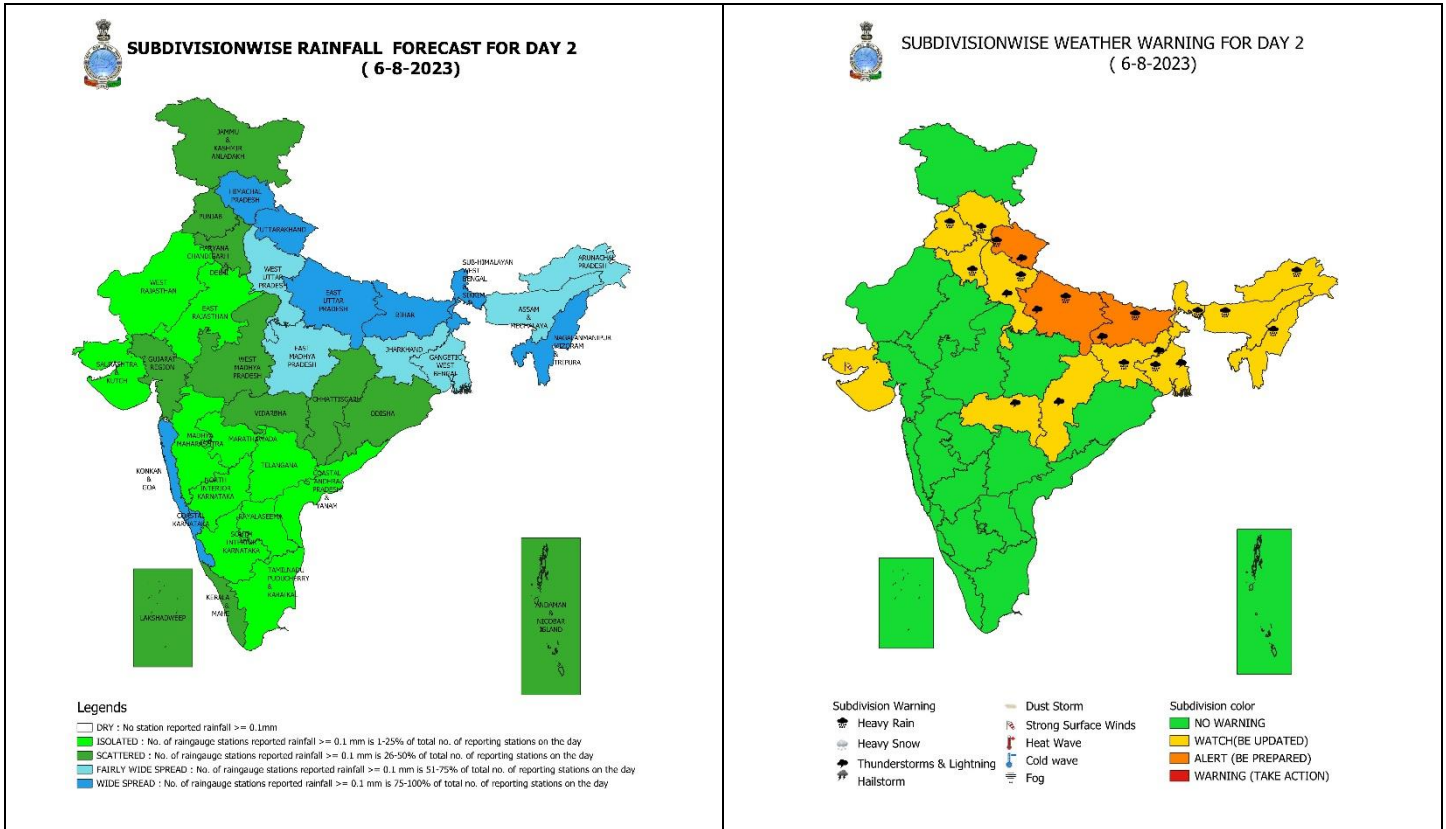 SUBDIVISIONWISE RAINFALL FORECAST FOR DAY 2
( 6-8-2023)
JAMMU
&
KASHMIR
ANLADAKH
HIMACHAL
PRADESH
PUNJAB
UTTARAKHAND
HARYANA
CHANDIGARH
&
DELHI
WEST
UTTAR
PRADESH
WEST
RAJASTHAN
EAST
RAJASTHAN
EAST
UTTAR
PRADESH
BIHAR
SUB-HIMALAYAN
WEST
BENGAL
&
SIKKIM
ARUNACHAL
PRADESH
ASSAM
&
MEGHALAYA
NAGALANMANIPUR
MIZORAM
&
TRIPURA
SAURASHTRA
&
KUTCH
GUJARAT
REGION
WEST
MADHYA
PRADESH
EAST
MADHYA
PRADESH
JHARKHAND
GANGETIC
WEST
BENGAL
CHHATTISGARH
ODISHA
VIDARBHA
MADHYA
MAHARASHTRA
MARATHAWADA
TELANGANA
KONKAN
&
GOA
NORTH
INTERIOR
KARNATAKA
COASTAL
ANDHRA
PRADESH
&
YANAM
COASTAL
KARNATAKA
RAYALASEEMA
SOUTH
INTERIOR
KARNATAKA
TAMILNADU
PUDUCHERRY
&
KARAIKAL
KERALA
&
MAHE
LAKSHADWEEP
ANDAMAN
&
NICOBAR
ISLAND
Legends
DRY : No station reported rainfall >= 0.1mm
ISOLATED : No. of raingauge stations reported rainfall >= 0.1 mm is 1-25% of total no. of reporting stations on the day
SCATTERED : No. of raingauge stations reported rainfall >= 0.1 mm is 26-50% of total no. of reporting stations on the day
FAIRLY WIDE SPREAD : No. of raingauge stations reported rainfall >= 0.1 mm is 51-75% of total no. of reporting stations on the day
WIDE SPREAD : No. of raingauge stations reported rainfall >= 0.1 mm is 75-100% of total no. of reporting stations on the day
SUBDIVISIONWISE WEATHER WARNING FOR DAY 2
( 6-8-2023)
Subdivision Warning
Heavy Rain
Heavy Snow
Thunderstorms & Lightning
Hailstorm
Dust Storm
Strong Surface Winds
Heat Wave
Cold wave
Fog
Subdivision color
NO WARNING
WATCH(BE UPDATED)
ALERT (BE PREPARED)
WARNING (TAKE ACTION)